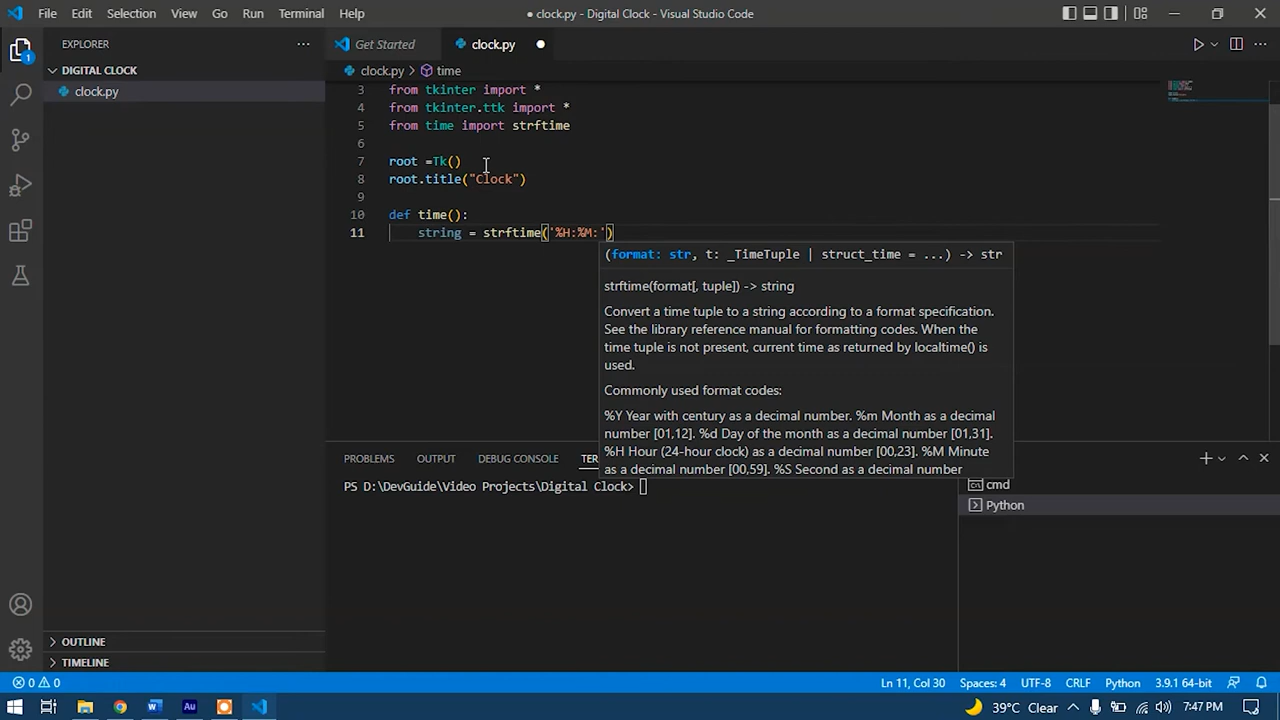 File Edit Selection View Go Run Terminal Help
● clock.py - Digital Clock - Visual Studio Code
EXPLORER
DIGITAL CLOCK
clock.py
1
OUTLINE
TIMELINE
Get Started
clock.py
clock.py > time
3 from tkinter import *
4 from tkinter.ttk import *
5 from time import strftime
6
7 root =Tk()
8 root.title("Clock")
9
10 def time():
11 string = strftime('%H:%M:')
(format: str, t: _TimeTuple | struct_time = ...) -> str
strftime(format[, tuple]) -> string
Convert a time tuple to a string according to a format specification.
See the library reference manual for formatting codes. When the
time tuple is not present, current time as returned by localtime() is
used.
Commonly used format codes:
%Y Year with century as a decimal number. %m Month as a decimal
number [01,12]. %d Day of the month as a decimal number [01,31].
%H Hour (24-hour clock) as a decimal number [00,23]. %M Minute
as a decimal number [00,59]. %S Second as a decimal number
PROBLEMS OUTPUT DEBUG CONSOLE TER
PS D:\DevGuide\Video Projects\Digital Clock>
cmd
Python
0 0
Ln 11, Col 30 Spaces: 4 UTF-8 CRLF Python 3.9.1 64-bit
39°C Clear 7:47 PM